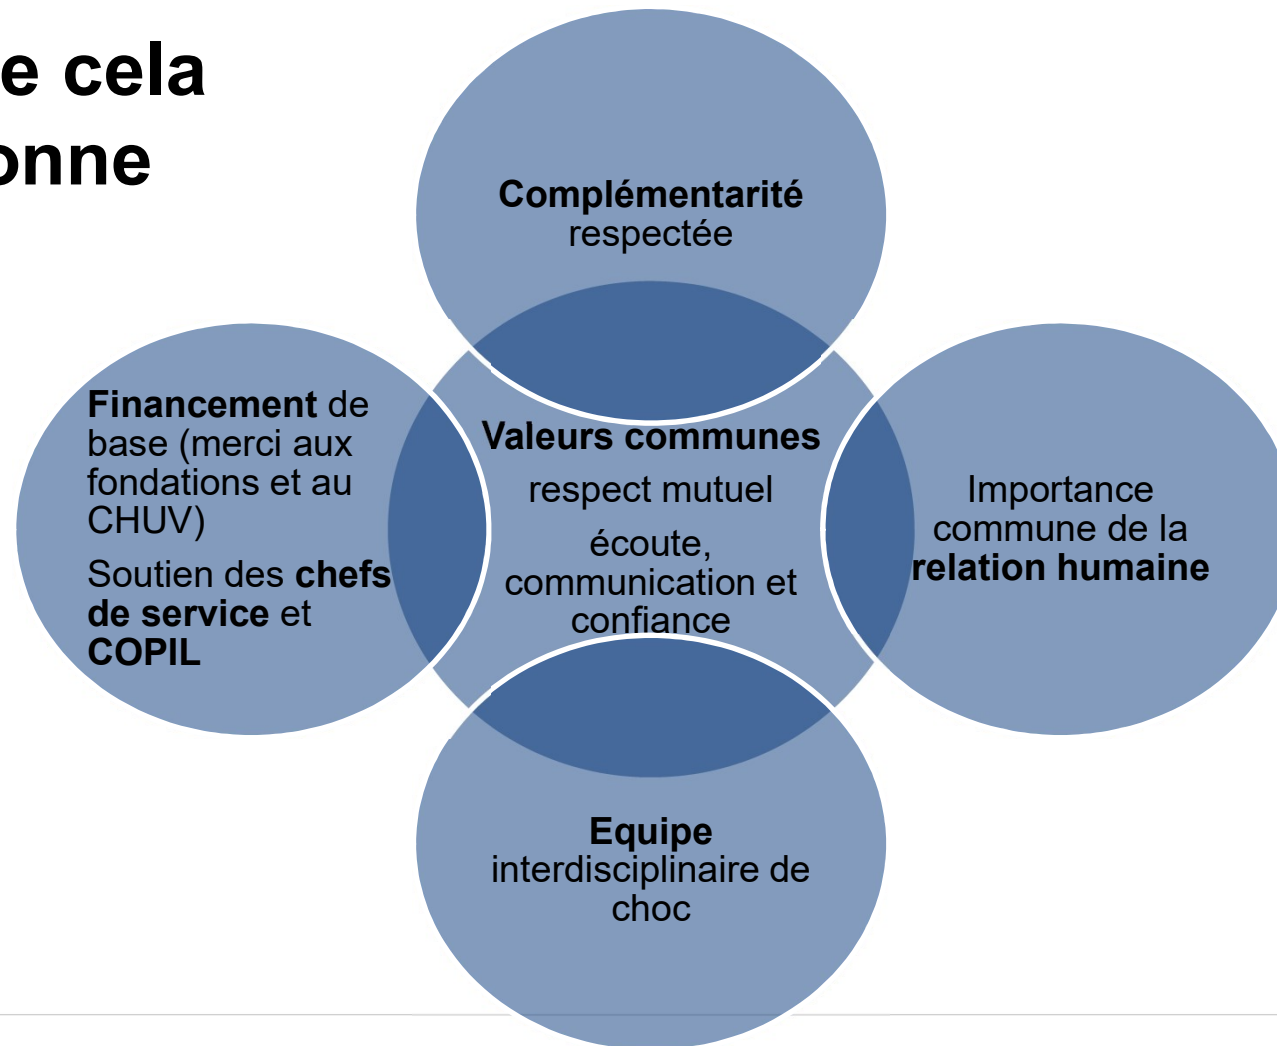 e cela
onne
Complémentarité
respectée
Financement de
base (merci aux
fondations et au
CHUV)
Soutien des chefs
de service et
COPIL
Valeurs communes
respect mutuel
écoute,
communication et
confiance
Importance
commune de la
relation humaine
Equipe
interdisciplinaire de
choc